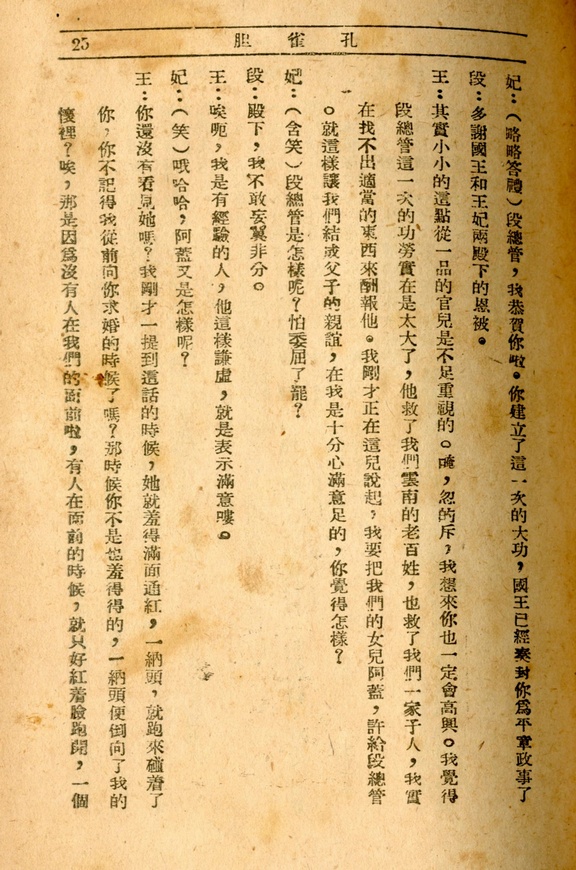 孔雀胆
25
妃：（略略答禮）段總管，我恭賀你啦。你建立了這一次的大功，國王已經奏封你爲平章政事了
段：多謝國王和王妃兩殿下的恩被。
王：其實小小的這點從一品的官兒是不足重視的。唵，忽的斥，我想來你也一定會高興。我覺得
段總管這一次的功勞實在是太大了，他救了我們雲南的老百姓，也救了我們一家子人，我實
在找不出適當的東西來酬報他。我剛才正在這兒說起，我要把我們的女兒阿蓋，許給段總管
。就這樣讓我們結成父子的親誼，在我是十分心滿意足的，你覺得怎樣？
妃：（含笑）段總管是怎樣呢？怕委屈了罷？
段：殿下，我不敢妄冀非分。
王：唉呃，我是有經驗的人，他這樣謙虛，就是表示滿意嘍。
妃：（笑）哦哈哈，阿蓋又是怎樣呢？
王：你還沒有看見她嗎？我剛才一提到這話的時候，她就羞得滿面通紅，一納頭，就跑來碰着了
你，你不記得我從前向你求婚的時候了嗎？那時候你不是也羞得得的，一納頭便倒向了我的
懷裡？唉，那是因爲沒有人在我們的面前啦，有人在面前的時候，就只好紅着臉跑開，一個